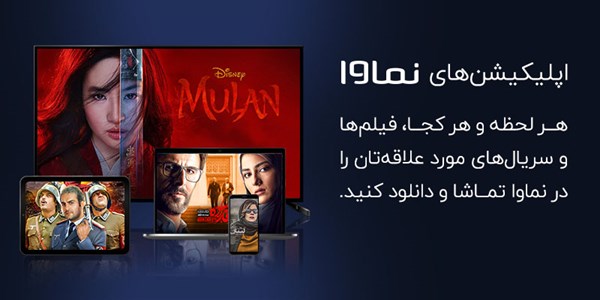 اپلیکیشن‌های نماوا
هر لحظه و هر کجا، فیلم‌ها
و سریال‌های مورد علاقه‌تان را
در نماوا تماشا و دانلود کنید.
Disney
MULAN